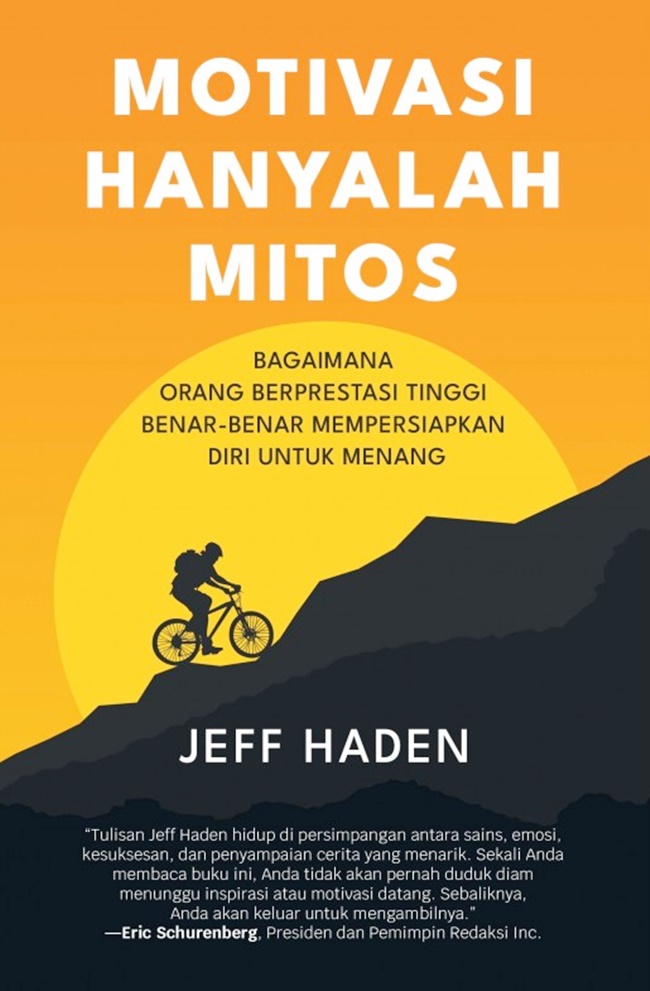 MOTIVASI
HANYALAH
MITOS
BAGAIMANA
ORANG BERPRESTASI TINGGI
BENAR-BENAR MEMPERSIAPKAN
DIRI UNTUK MENANG
JEFF HADEN
“Tulisan Jeff Haden hidup di persimpangan antara sains, emosi,
kesuksesan, dan penyampaian cerita yang menarik. Sekali Anda
membaca buku ini, Anda tidak akan pernah duduk diam
menunggu inspirasi atau motivasi datang. Sebaliknya,
Anda akan keluar untuk mengambilnya.”
—Eric Schurenberg, Presiden dan Pemimpin Redaksi Inc.